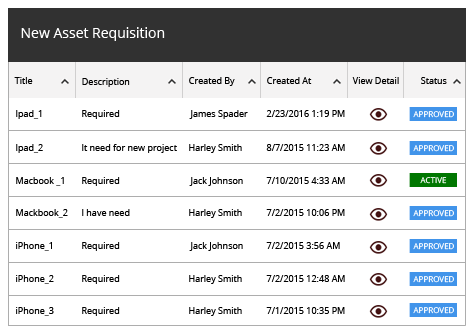 New Asset Requisition
Title Description Created By Created At View Detail Status
Ipad_1 Required James Spader 2/23/2016 1:19 PM APPROVED
Ipad_2 It need for new project Harley Smith 8/7/2015 11:23 AM APPROVED
Macbook _1 Required Jack Johnson 7/10/2015 4:33 AM ACTIVE
Mackbook_2 I have need Harley Smith 7/2/2015 10:06 PM APPROVED
iPhone_1 Required Jack Johnson 7/2/2015 3:56 AM APPROVED
iPhone_2 Required Harley Smith 7/2/2015 12:48 AM APPROVED
iPhone_3 Required Harley Smith 7/1/2015 10:35 PM APPROVED